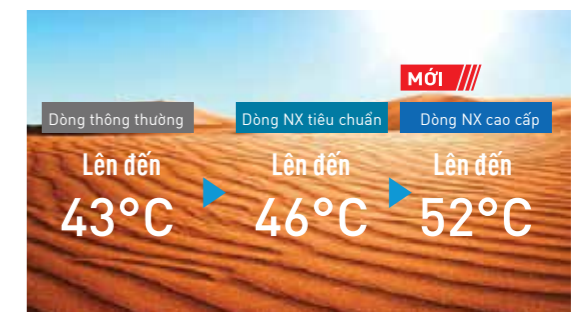 MỚI
Dòng thông thường
Dòng NX tiêu chuẩn
Dòng NX cao cấp
Lên đến
Lên đến
Lên đến
43°C
46°C
52°C